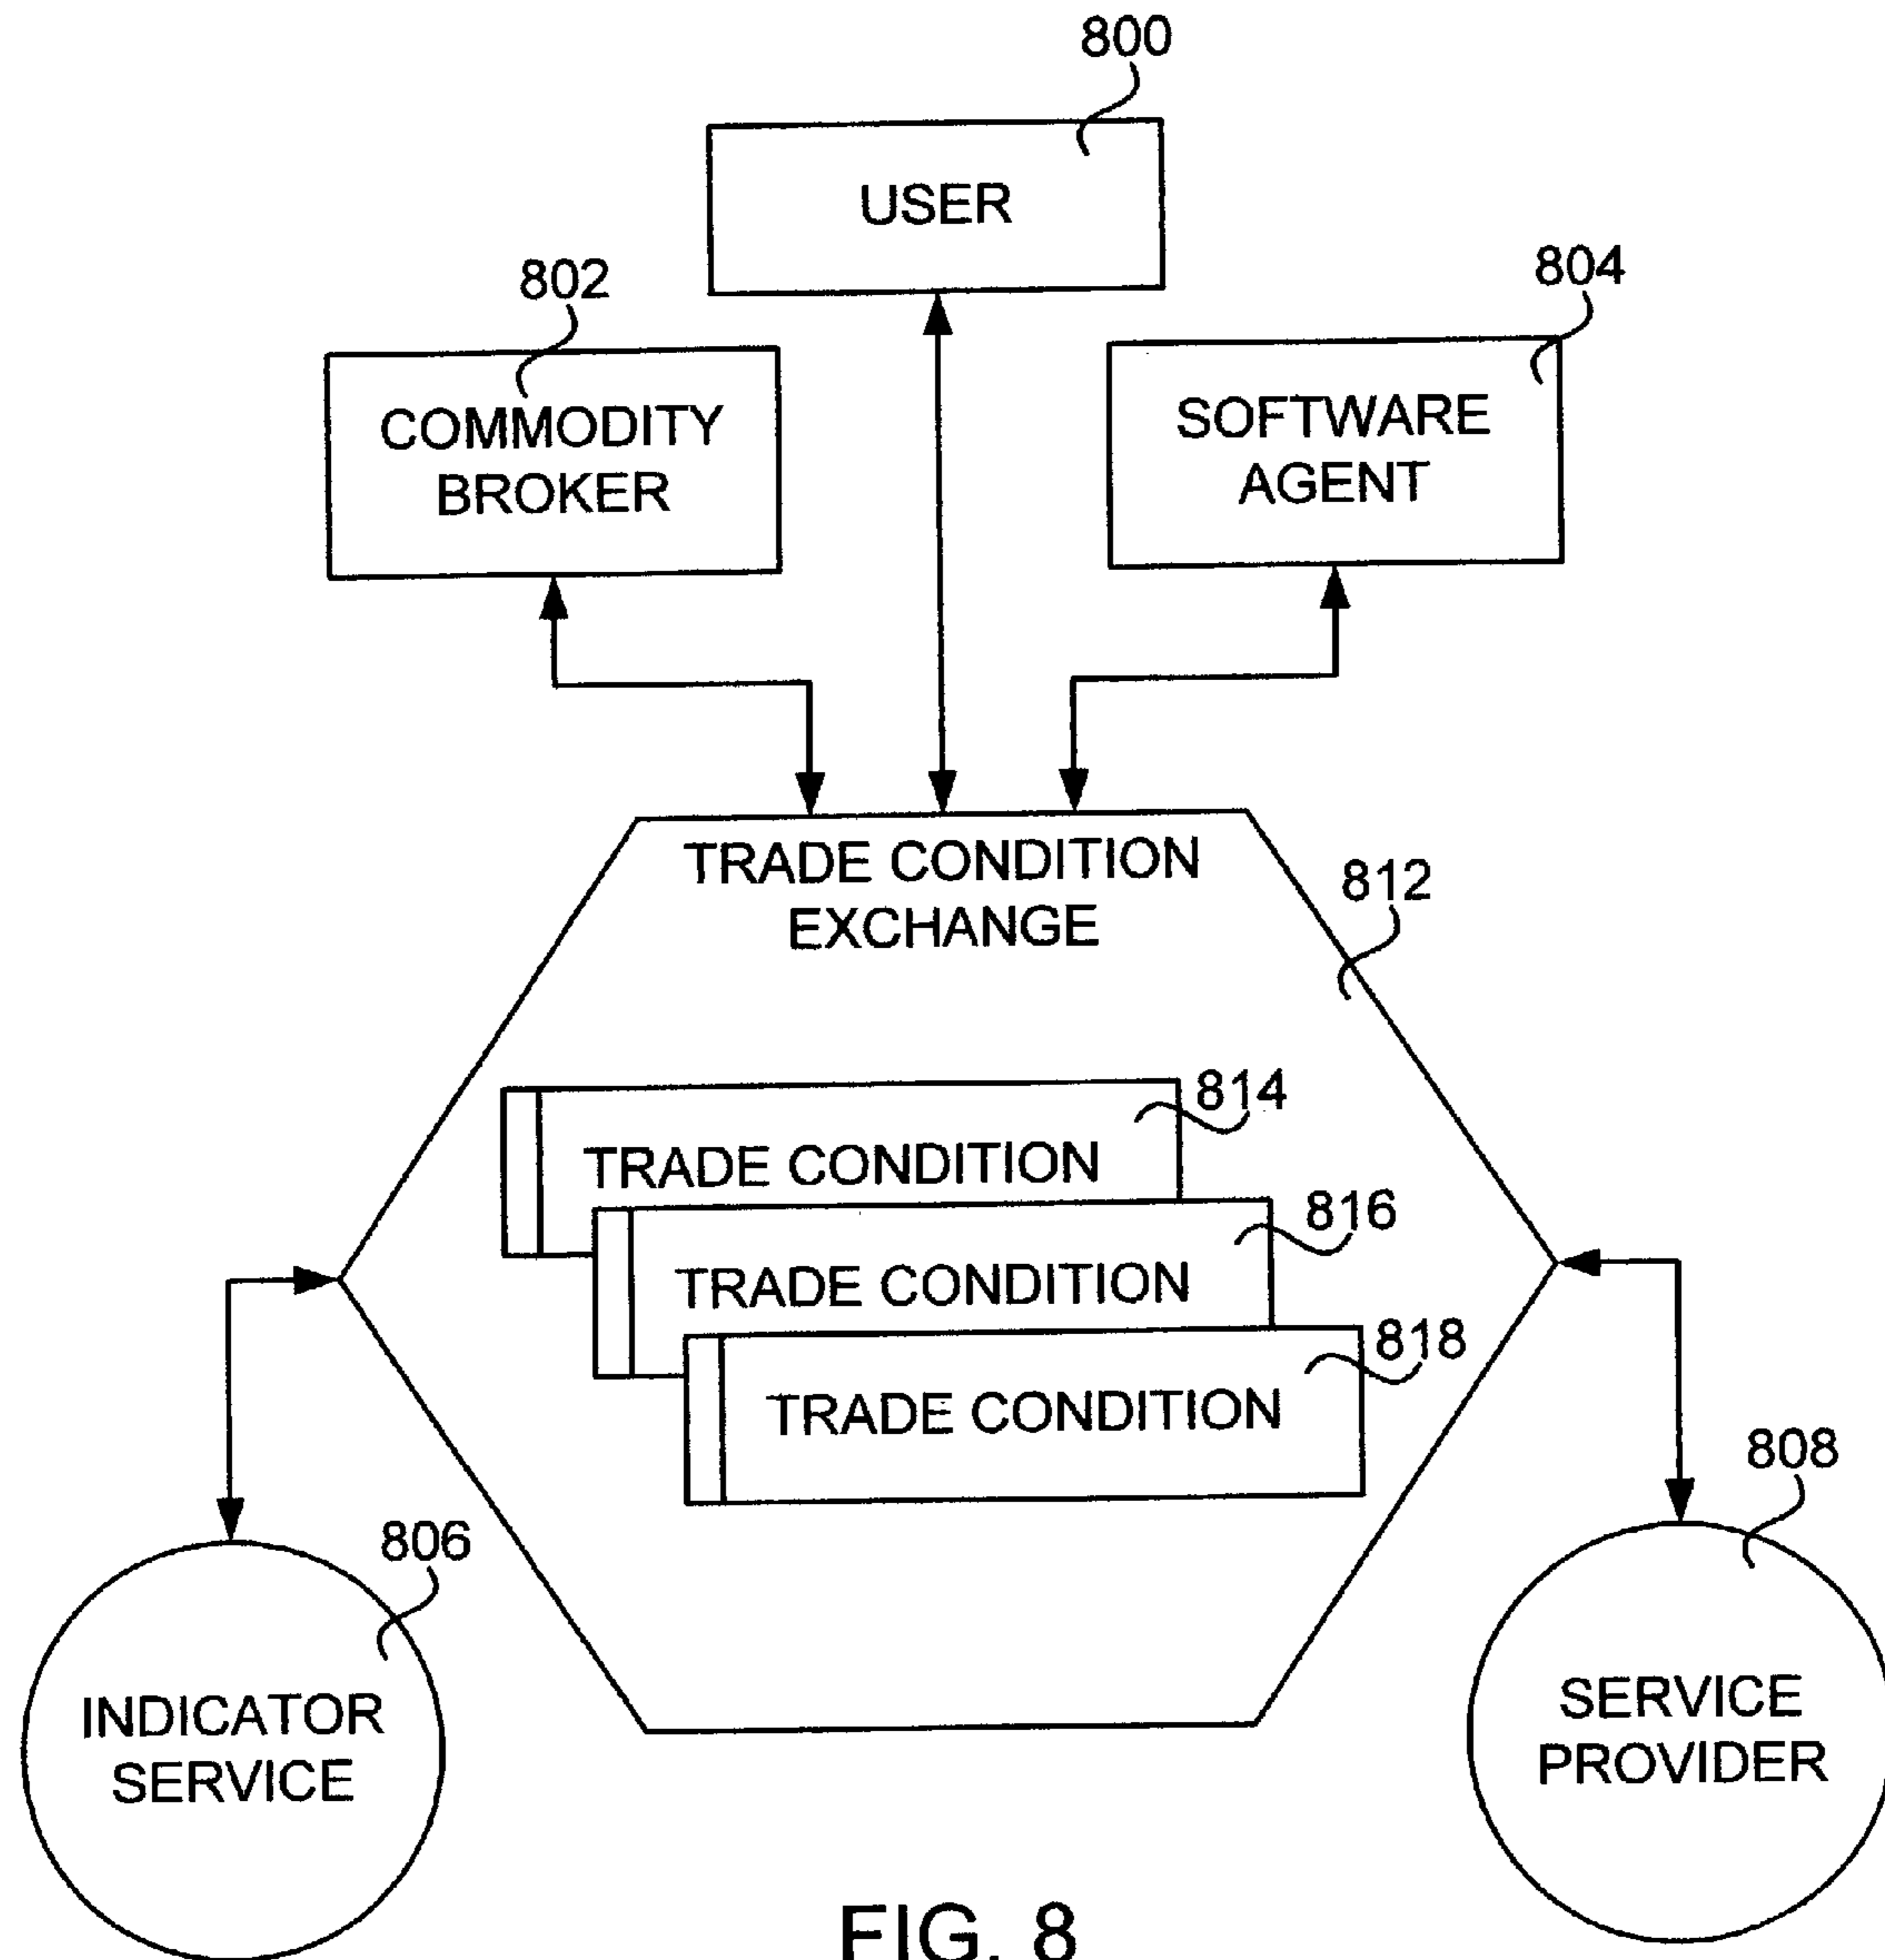 800
USER
802
804
COMMODITY
BROKER
SOFTWARE
AGENT
TRADE CONDITION
EXCHANGE
812
814
TRADE CONDITION
816
TRADE CONDITION
818
TRADE CONDITION
808
806
INDICATOR
SERVICE
SERVICE
PROVIDER
FIG. 8